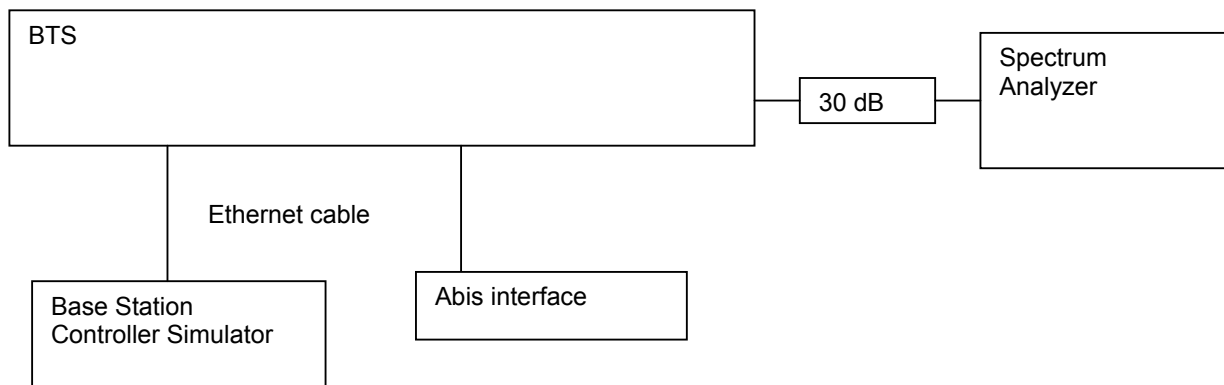 BTS
30 dB
Spectrum
Analyzer
Ethernet cable
Base Station
Controller Simulator
Abis interface